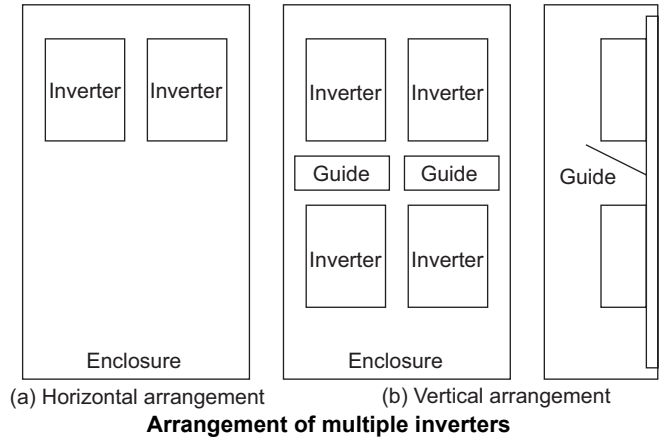 Inverter Inverter
Enclosure
(a) Horizontal arrangement
Inverter Inverter
Guide Guide
Inverter Inverter
Enclosure
Guide
(b) Vertical arrangement
Arrangement of multiple inverters